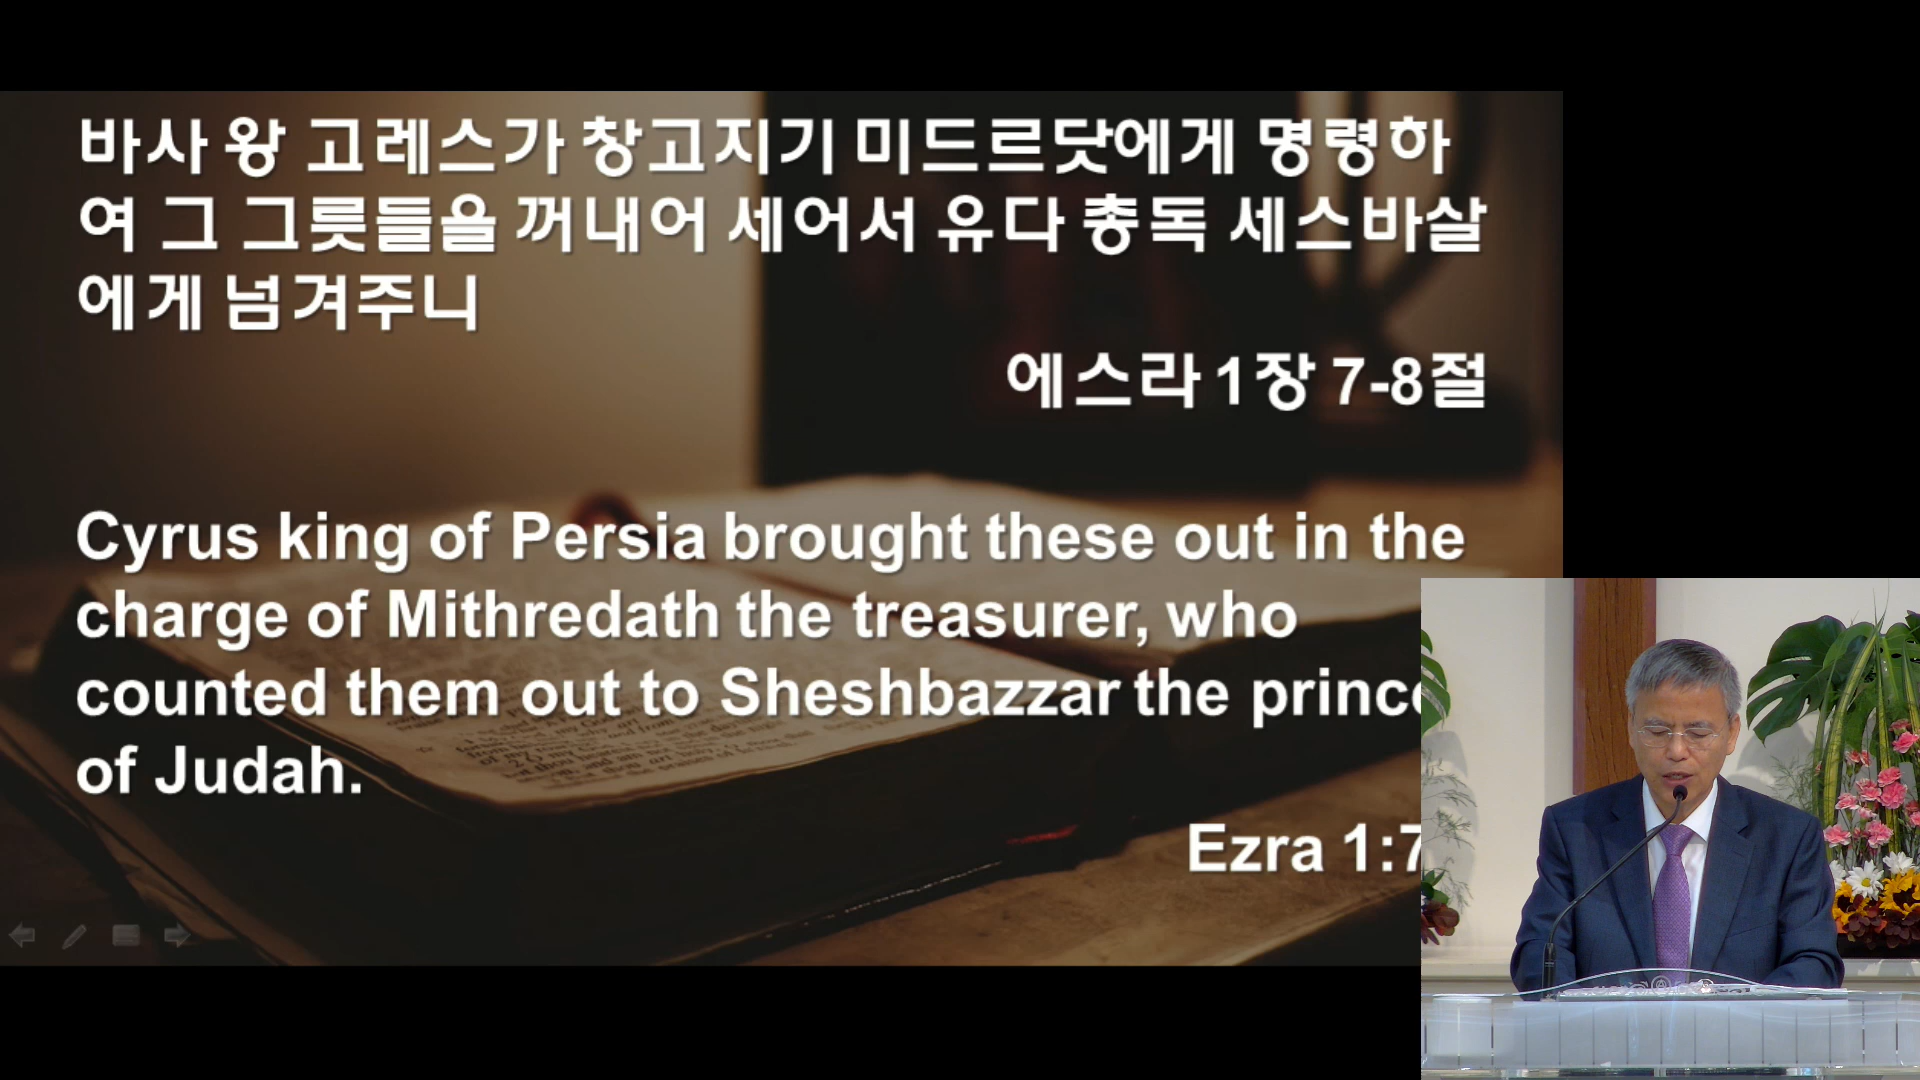 바사 왕 고레스가 창고지기 미드르닷에게 명령하
여 그 그릇들을 꺼내어 세어서 유다 총독 세스바살
에게 넘겨주니
에스라 1장 7-8절
Cyrus king of Persia brought these out in the
charge of Mithredath the treasurer, who
counted them out to Sheshbazzar the prince
of Judah.
Ezra 1:7